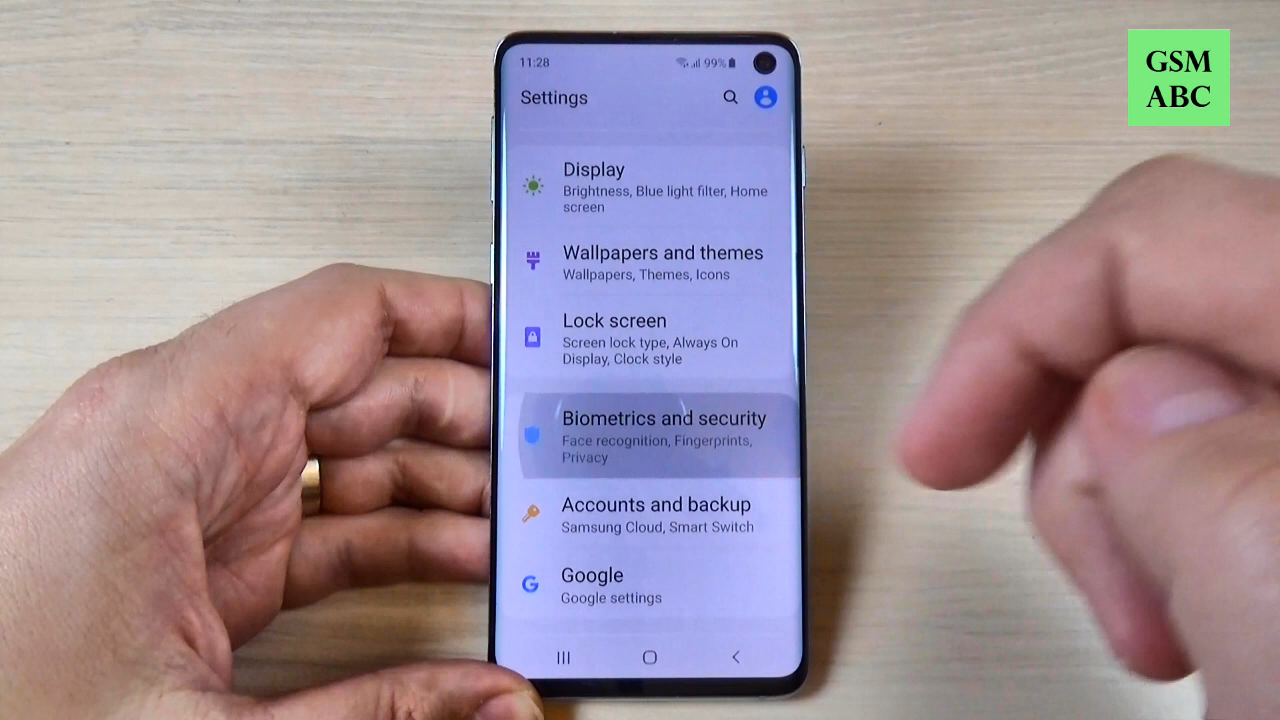 GSM
ABC
11:28
99%
Settings
Display
Brightness, Blue light filter, Home
screen
Wallpapers and themes
Wallpapers, Themes, Icons
Lock screen
Screen lock type, Always On
Display, Clock style
Biometrics and security
Face recognition, Fingerprints,
Privacy
Accounts and backup
Samsung Cloud, Smart Switch
Google
Google settings